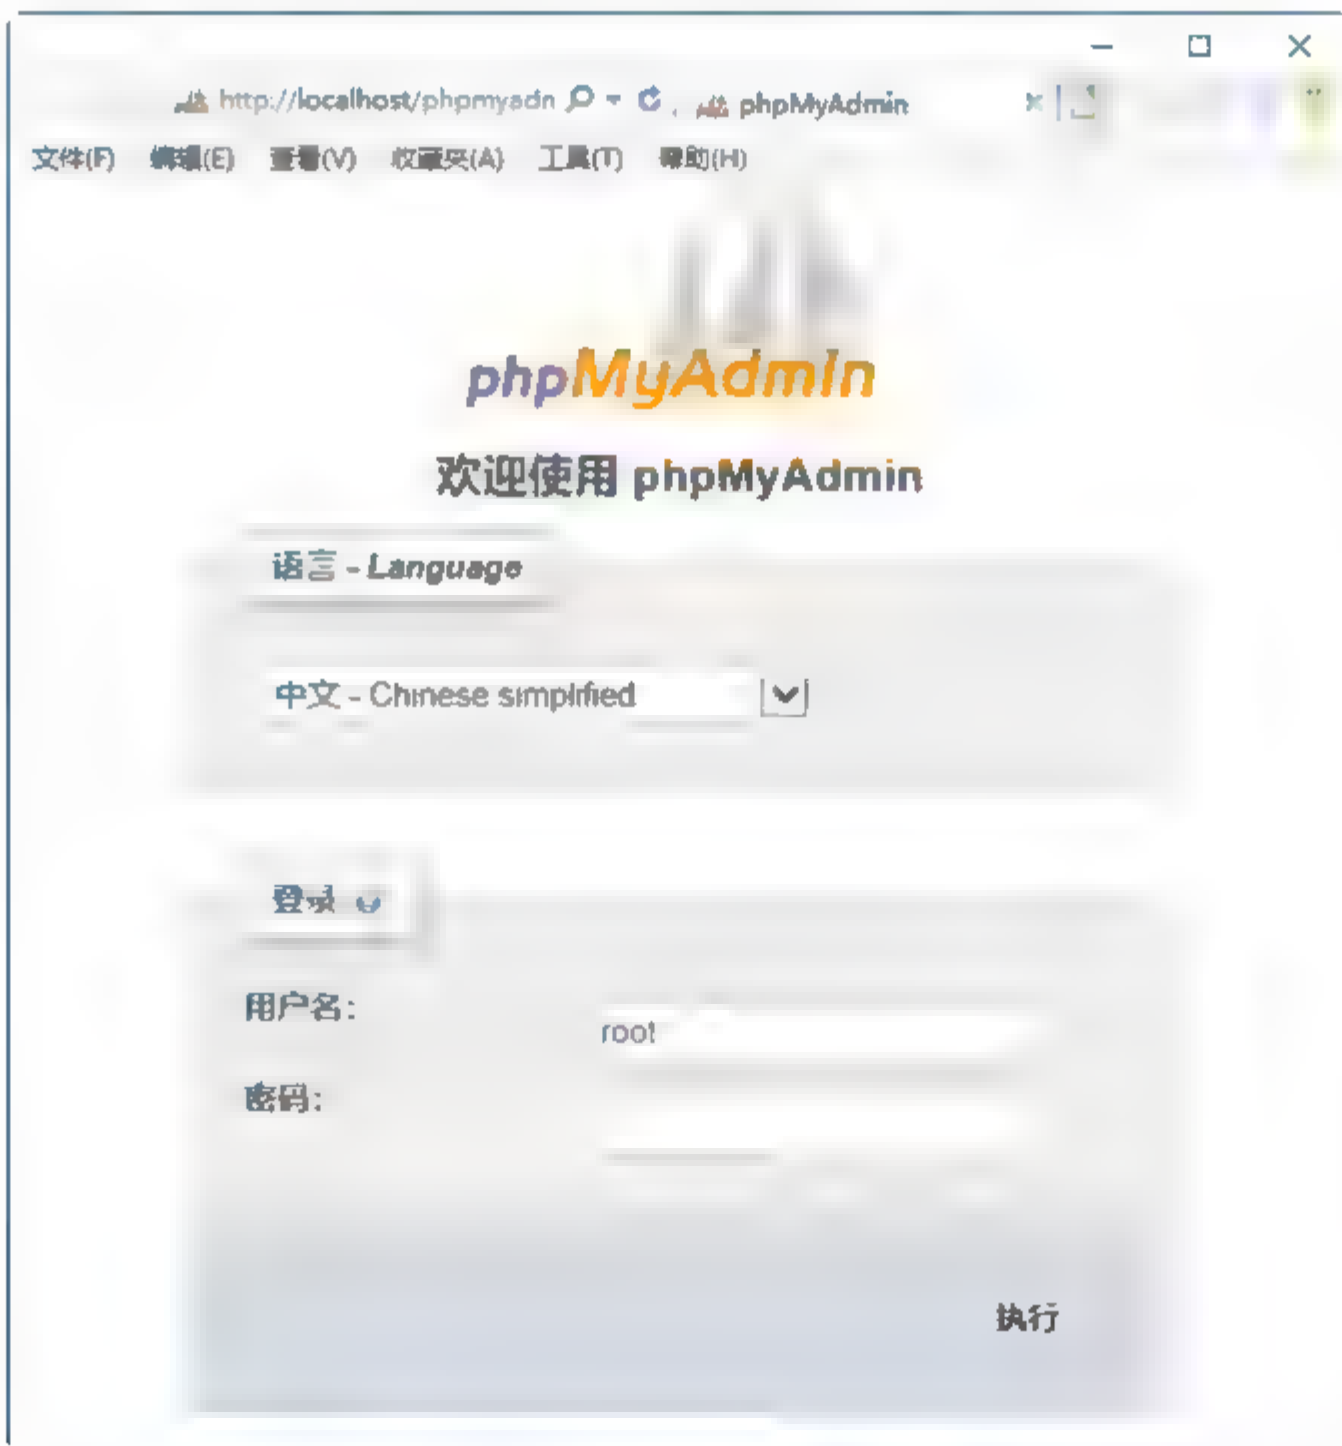 http://localhost/phpmyadn phpMyAdmin
文件(F) 编辑(E) 查看(V) 收藏夹(A) 工具(T) 帮助(H)
phpMyAdmin
欢迎使用 phpMyAdmin
语言 - Language
中文 - Chinese simplified
登录
用户名:
root
密码:
执行